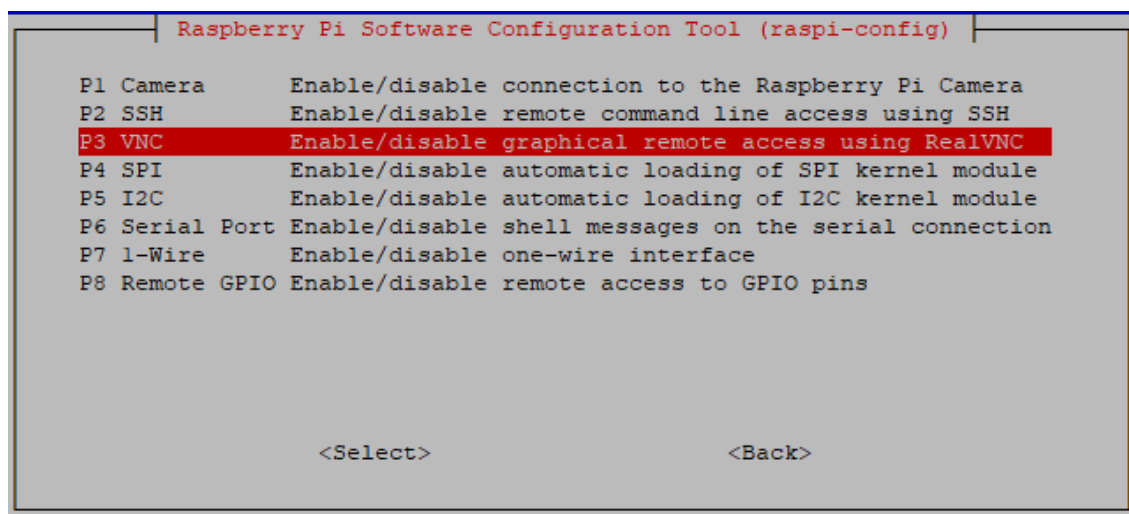 Raspberry Pi Software Configuration Tool (raspi-config)
P1 Camera Enable/disable connection to the Raspberry Pi Camera
P2 SSH Enable/disable remote command line access using SSH
P3 VNC Enable/disable graphical remote access using RealVNC
P4 SPI Enable/disable automatic loading of SPI kernel module
P5 I2C Enable/disable automatic loading of I2C kernel module
P6 Serial Port Enable/disable shell messages on the serial connection
P7 1-Wire Enable/disable one-wire interface
P8 Remote GPIO Enable/disable remote access to GPIO pins
<Select> <Back>